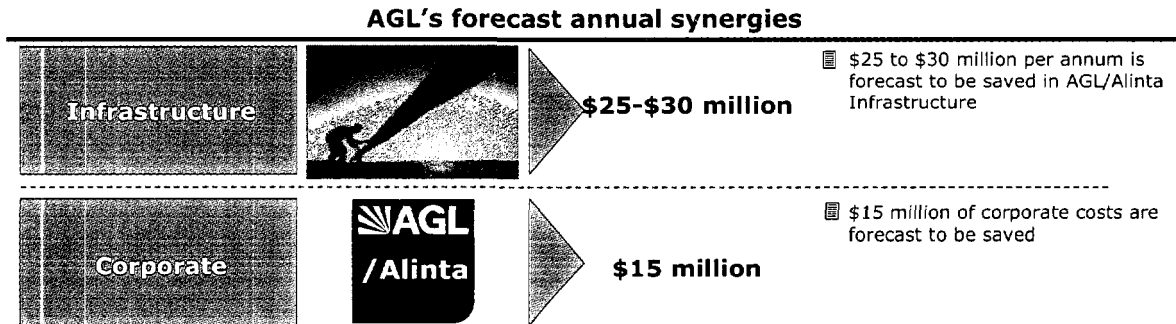 AGL's forecast annual synergies
Infrastructure
$25-$30 million
$25 to $30 million per annum is
forecast to be saved in AGL/Alinta
Infrastructure
Corporate
AGL
/Alinta
$15 million
$15 million of corporate costs are
forecast to be saved